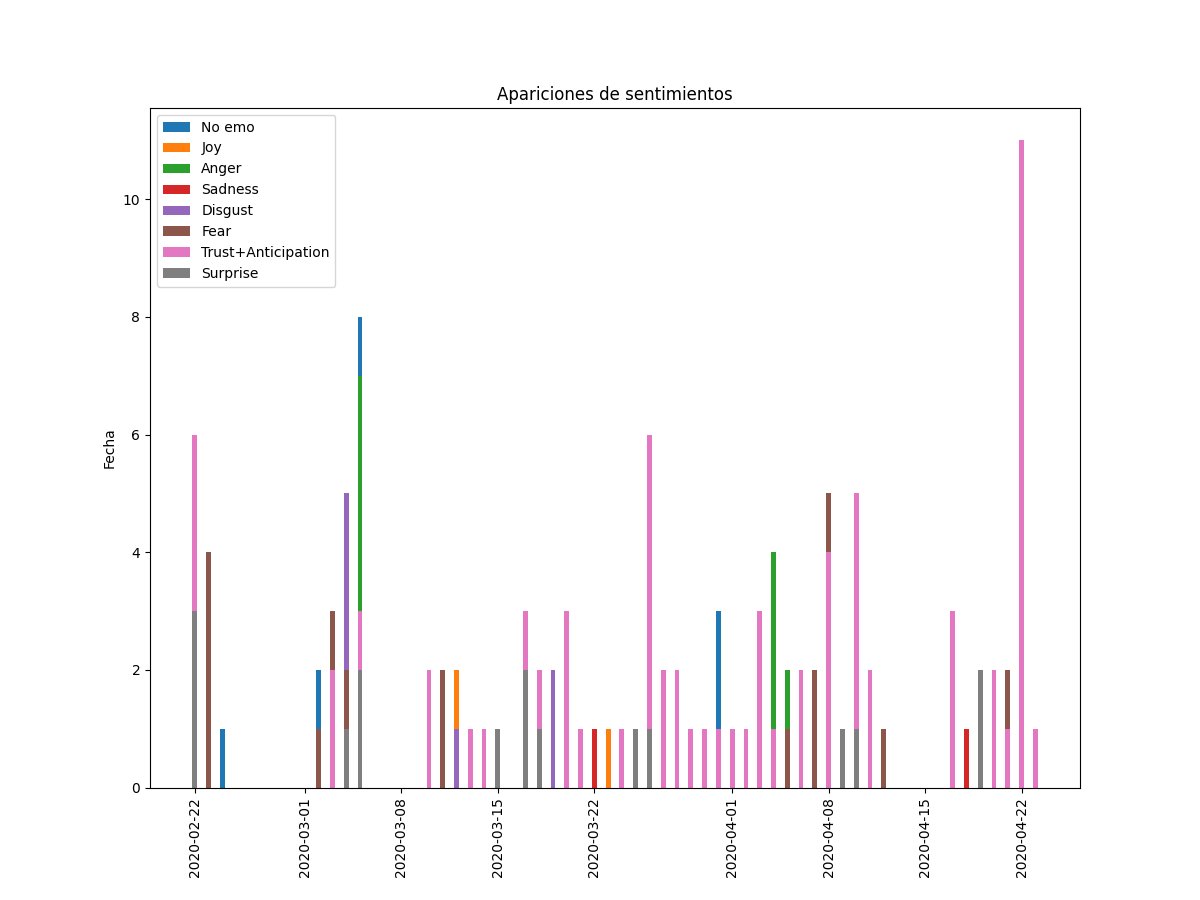 Apariciones de sentimientos
No emo
Joy
Anger
Sadness
Disgust
Fear
Trust+Anticipation
Surprise
10
8
6
4
2
0
Fecha
2020-02-22
2020-03-01
2020-03-08
2020-03-15
2020-03-22
2020-04-01
2020-04-08
2020-04-15
2020-04-22